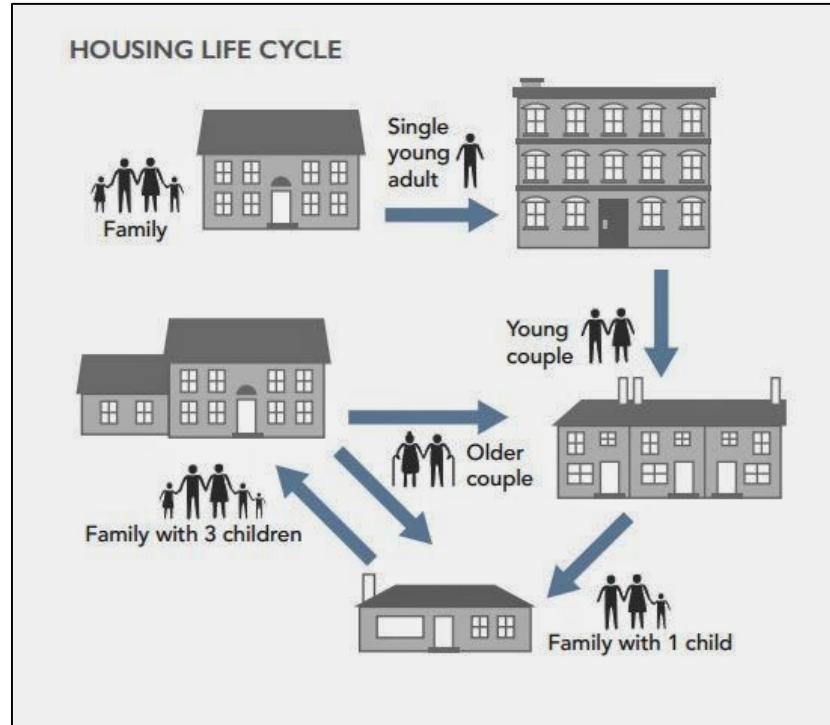 HOUSING LIFE CYCLE
Family
Single
young
adult
Young
couple
Older
couple
Family with 3 children
Family with 1 child